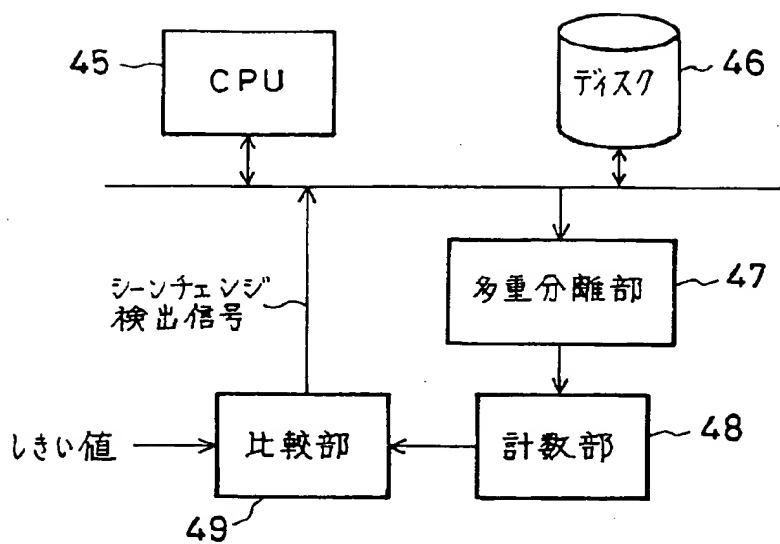 45
CPU
ディスク
46
シーンチェンジ
検出信号
多重分離部
47
しきい値
比較部
計数部
48
49